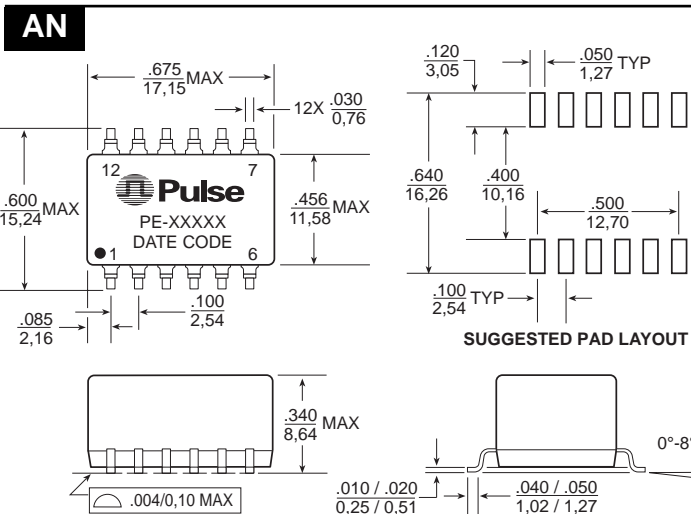 AN
.675
17,15 MAX
12X .030
0,76
.120
3,05
.050
1,27 TYP
12 7
Pulse
PE-XXXXX
DATE CODE
1 6
.600
15,24 MAX
.456
11,58 MAX
.640
16,26
.400
10,16
.500
12,70
.085
2,16
.100
2,54
.100
2,54 TYP
SUGGESTED PAD LAYOUT
.340
8,64 MAX
0°-8°
.004/0,10 MAX
.010 / .020
0,25 / 0,51
.040 / .050
1,02 / 1,27